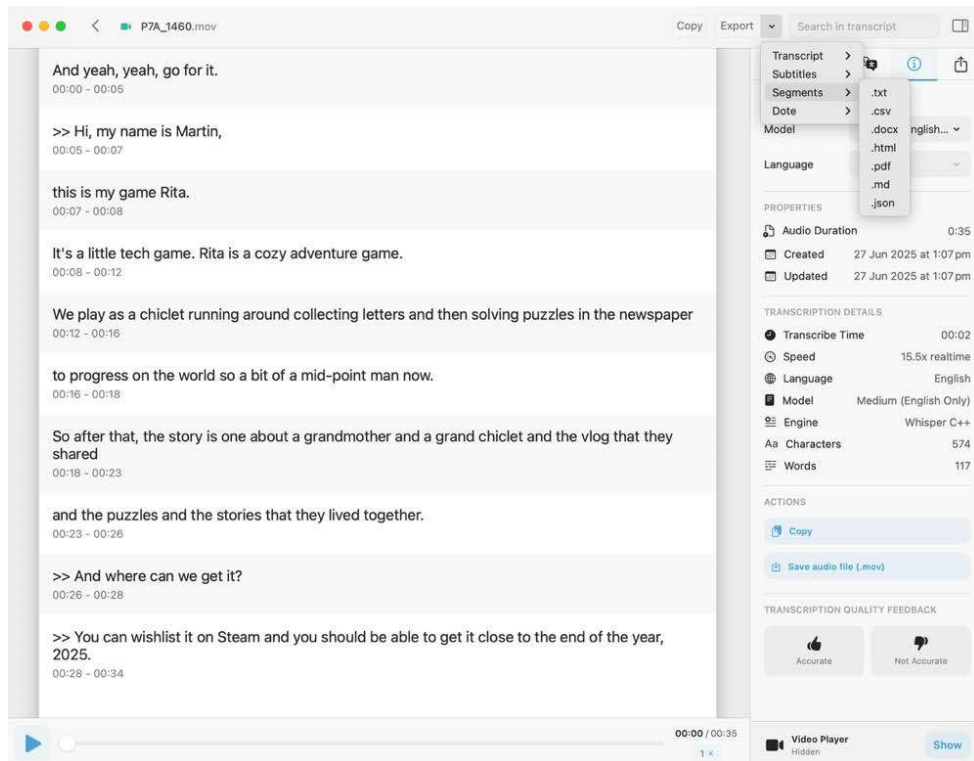 P7A_1460.mov
Copy
Export
Search in transcript
And yeah, yeah, go for it.
00:00 - 00:05
>> Hi, my name is Martin,
00:05 - 00:07
this is my game Rita.
00:07 - 00:08
It's a little tech game. Rita is a cozy adventure game.
00:08 - 00:12
We play as a chiclet running around collecting letters and then solving puzzles in the newspaper
00:12 - 00:16
to progress on the world so a bit of a mid-point man now.
00:16 - 00:18
So after that, the story is one about a grandmother and a grand chiclet and the vlog that they
shared
00:18 - 00:23
and the puzzles and the stories that they lived together.
00:23 - 00:26
>> And where can we get it?
00:26 - 00:28
>> You can wishlist it on Steam and you should be able to get it close to the end of the year,
2025.
00:28 - 00:34
00:00 / 00:35
1 ×
Transcript
Subtitles
Segments
Dote
.txt
.csv
.docx
.html
.pdf
.md
.json
Model
nglish...
Language
PROPERTIES
Audio Duration 0:35
Created 27 Jun 2025 at 1:07 pm
Updated 27 Jun 2025 at 1:07 pm
TRANSCRIPTION DETAILS
Transcribe Time 00:02
Speed 15.5x realtime
Language English
Model Medium (English Only)
Engine Whisper C++
Aa Characters 574
Words 117
ACTIONS
Copy
Save audio file (.mov)
TRANSCRIPTION QUALITY FEEDBACK
Accurate
Not Accurate
Video Player
Hidden
Show